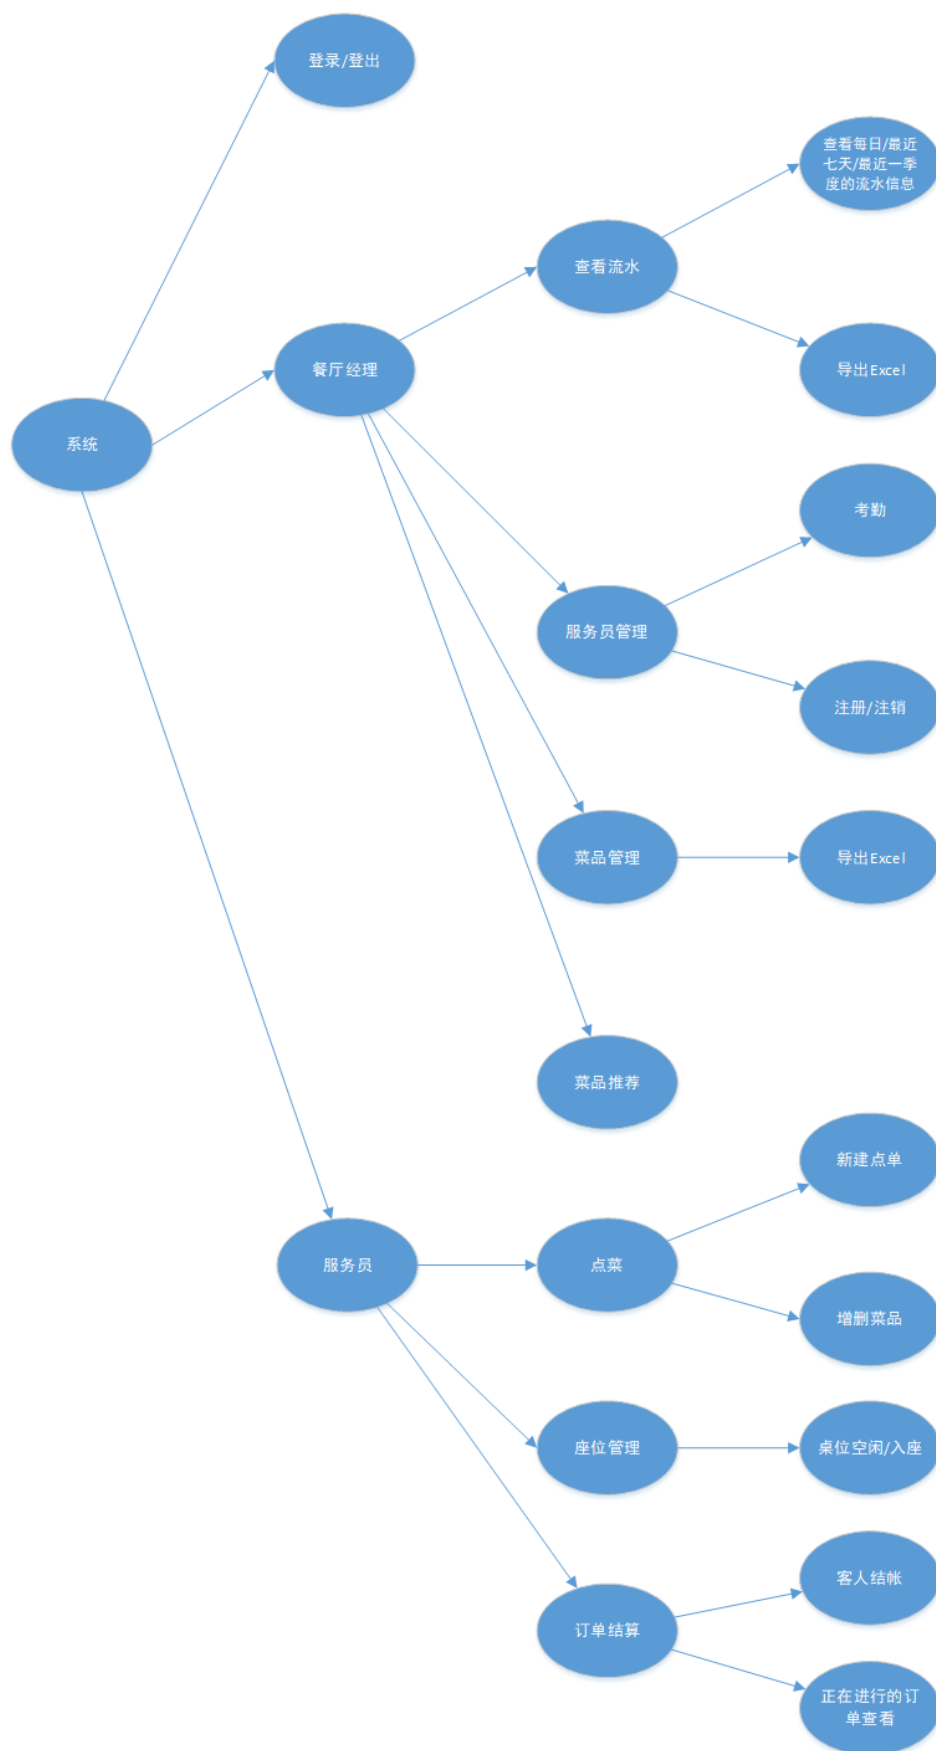 登录/登出
查看每日/最近
七天/最近一季
度的流水信息
查看流水
餐厅经理
导出Excel
系统
考勤
服务员管理
注册/注销
菜品管理
导出Excel
菜品推荐
新建点单
服务员
点菜
增删菜品
座位管理
桌位空闲/入座
客人结帐
订单结算
正在进行的订
单查看